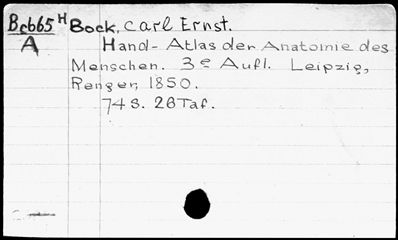 Bcb65 H Bock, Carl Ernst.
A Hand-Atlas der Anatomie des
Menschen. 3e Aufl. Leipzig,
Renger, 1850.
74 S. 28 Taf.